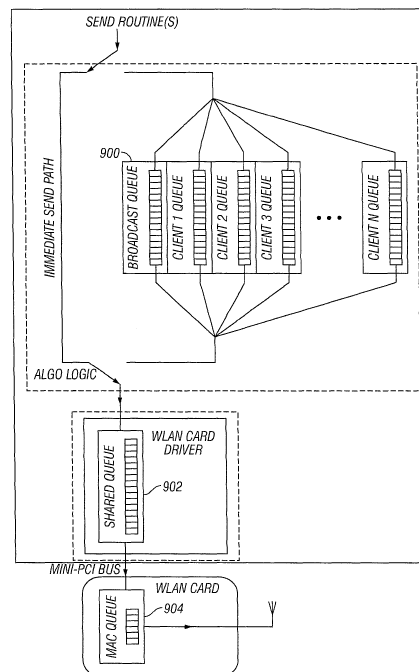 SEND ROUTINE(S)
900
IMMEDIATE SEND PATH
BROADCAST QUEUE
CLIENT 1 QUEUE
CLIENT 2 QUEUE
CLIENT 3 QUEUE
• • •
CLIENT N QUEUE
ALGO LOGIC
WLAN CARD
DRIVER
SHARED QUEUE
902
MINI-PCI BUS
WLAN CARD
MAC QUEUE
904